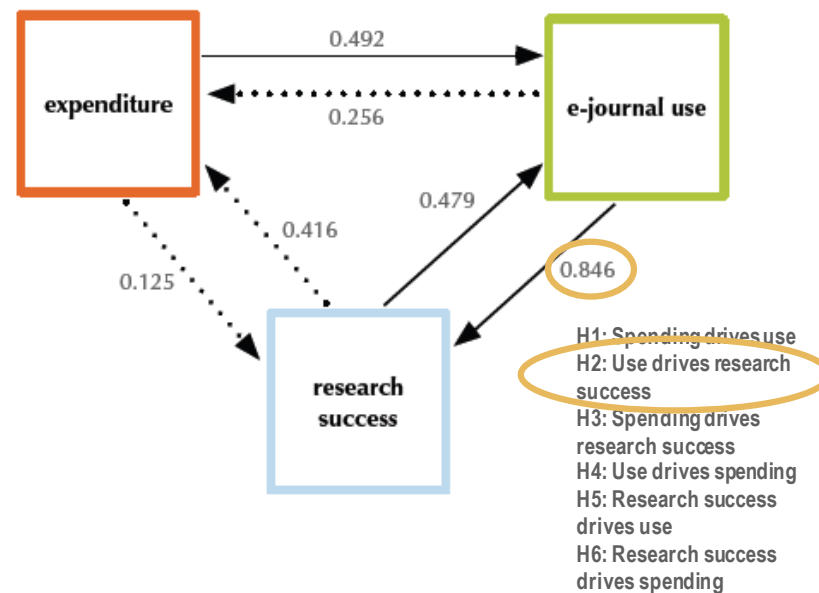 0.492
expenditure
e-journal use
0.256
0.479
0.416
0.125
0.846
research
success
H1: Spending drives use
H2: Use drives research
success
H3: Spending drives
research success
H4: Use drives spending
H5: Research success
drives use
H6: Research success
drives spending